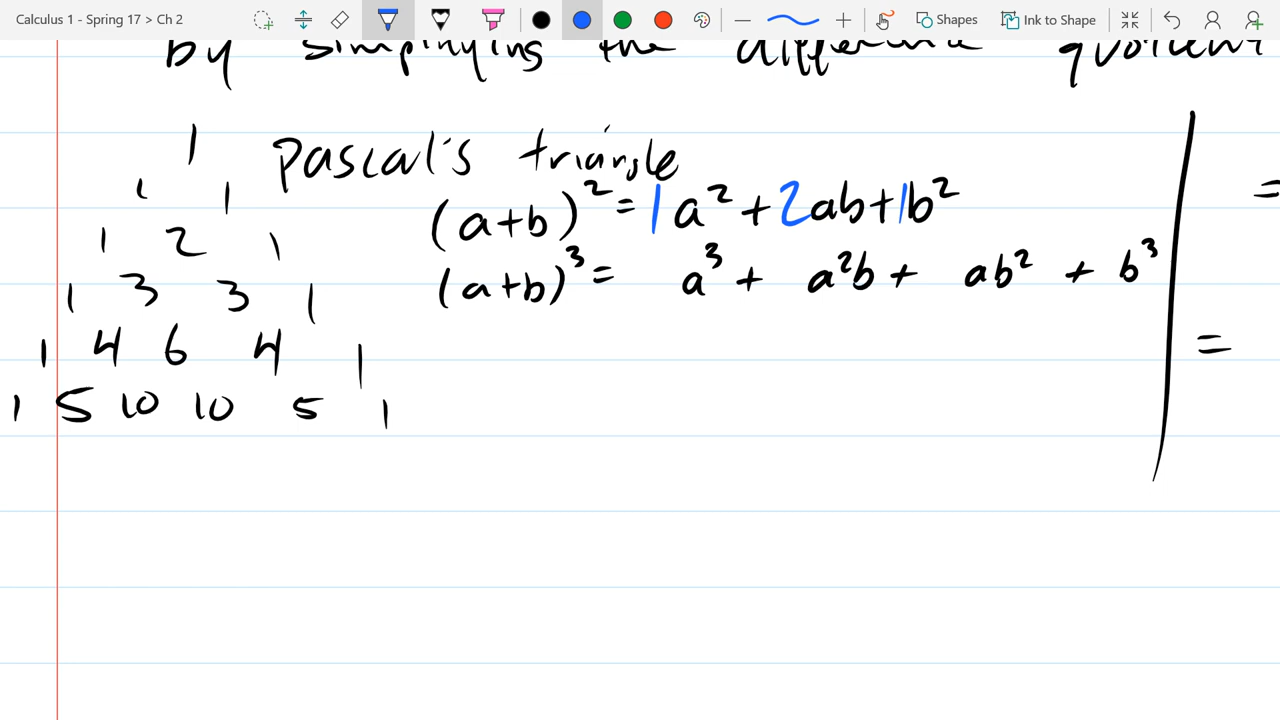 Calculus 1 - Spring 17 > Ch 2
Shapes
Ink to Shape
by simplifying the difference quotient
1 Pascal's triangle
1 1
(a+b)² = 1a² + 2ab + 1b²
1 2 1
(a+b)³ = a³ + a²b + ab² + b³
1 3 3 1
1 4 6 4 1
1 5 10 10 5 1
=
=